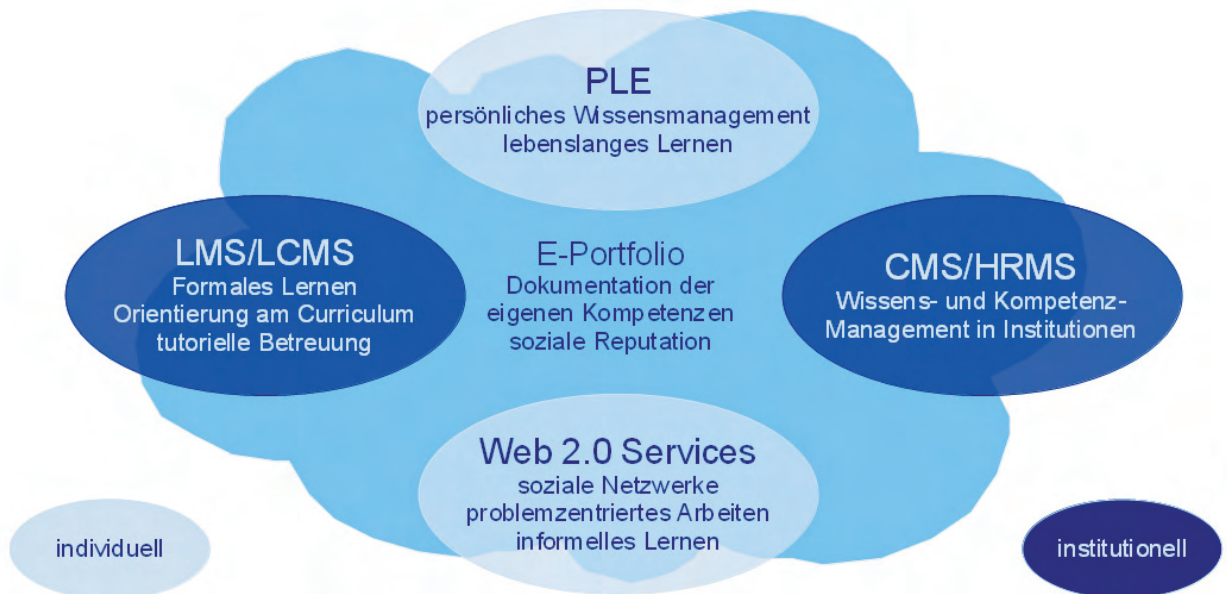 PLE
persönliches Wissensmanagement
lebenslanges Lernen
LMS/LCMS
Formales Lernen
Orientierung am Curriculum
tutorielle Betreuung
E-Portfolio
Dokumentation der
eigenen Kompetenzen
soziale Reputation
CMS/HRMS
Wissens- und Kompetenz-
Management in Institutionen
Web 2.0 Services
soziale Netzwerke
problemzentriertes Arbeiten
informelles Lernen
individuell
institutionell